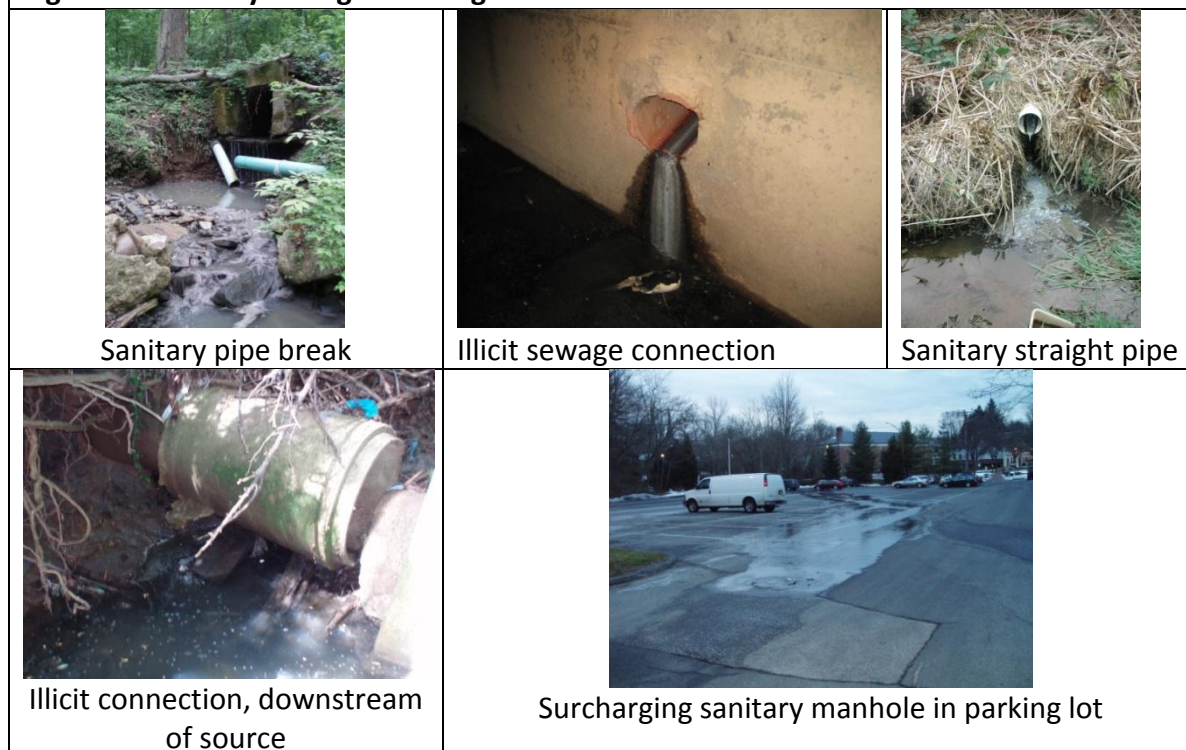 Sanitary pipe break
Illicit sewage connection
Sanitary straight pipe
Illicit connection, downstream
of source
Surcharging sanitary manhole in parking lot